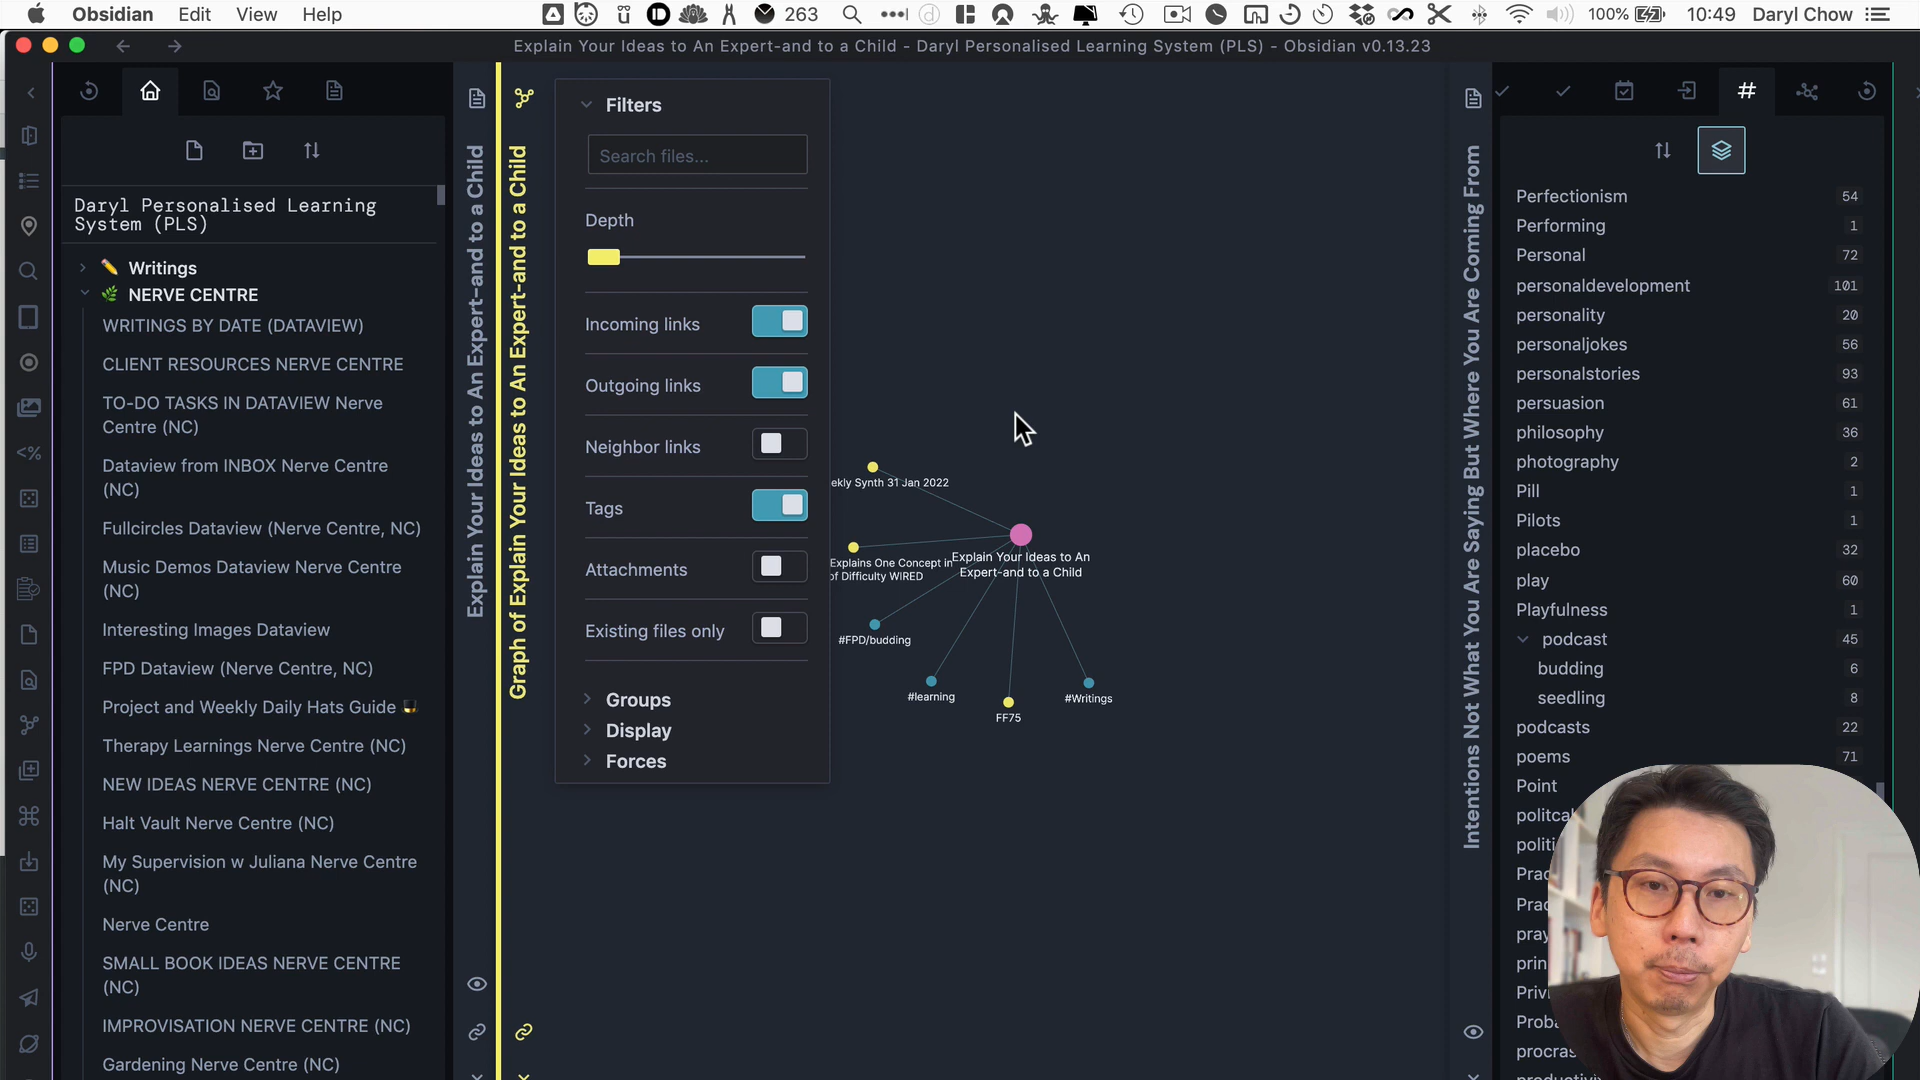 Obsidian Edit View Help
263
100%
10:49 Daryl Chow
Explain Your Ideas to An Expert-and to a Child - Daryl Personalised Learning System (PLS) - Obsidian v0.13.23
Daryl Personalised Learning
System (PLS)
Writings
NERVE CENTRE
WRITINGS BY DATE (DATAVIEW)
CLIENT RESOURCES NERVE CENTRE
TO-DO TASKS IN DATAVIEW Nerve
Centre (NC)
Dataview from INBOX Nerve Centre
(NC)
Fullcircles Dataview (Nerve Centre, NC)
Music Demos Dataview Nerve Centre
(NC)
Interesting Images Dataview
FPD Dataview (Nerve Centre, NC)
Project and Weekly Daily Hats Guide
Therapy Learnings Nerve Centre (NC)
NEW IDEAS NERVE CENTRE (NC)
Halt Vault Nerve Centre (NC)
My Supervision w Juliana Nerve Centre
(NC)
Nerve Centre
SMALL BOOK IDEAS NERVE CENTRE
(NC)
IMPROVISATION NERVE CENTRE (NC)
Gardening Nerve Centre (NC)
Explain Your Ideas to An Expert-and to a Child
Graph of Explain Your Ideas to An Expert-and to a Child
Filters
Search files...
Depth
Incoming links
Outgoing links
Neighbor links
Tags
Attachments
Existing files only
Groups
Display
Forces
ekly Synth 31 Jan 2022
Explains One Concept in
of Difficulty WIRED
Explain Your Ideas to An
Expert-and to a Child
#FPD/budding
#learning
FF75
#Writings
Intentions Not What You Are Saying But Where You Are Coming From
#
Perfectionism 54
Performing 1
Personal 72
personaldevelopment 101
personality 20
personaljokes 56
personalstories 93
persuasion 61
philosophy 36
photography 2
Pill 1
Pilots 1
placebo 32
play 60
Playfulness 1
podcast 45
budding 6
seedling 8
podcasts 22
poems 71
Point
politca
politi
Prac
Prac
pray
prin
Priv
Proba
procras